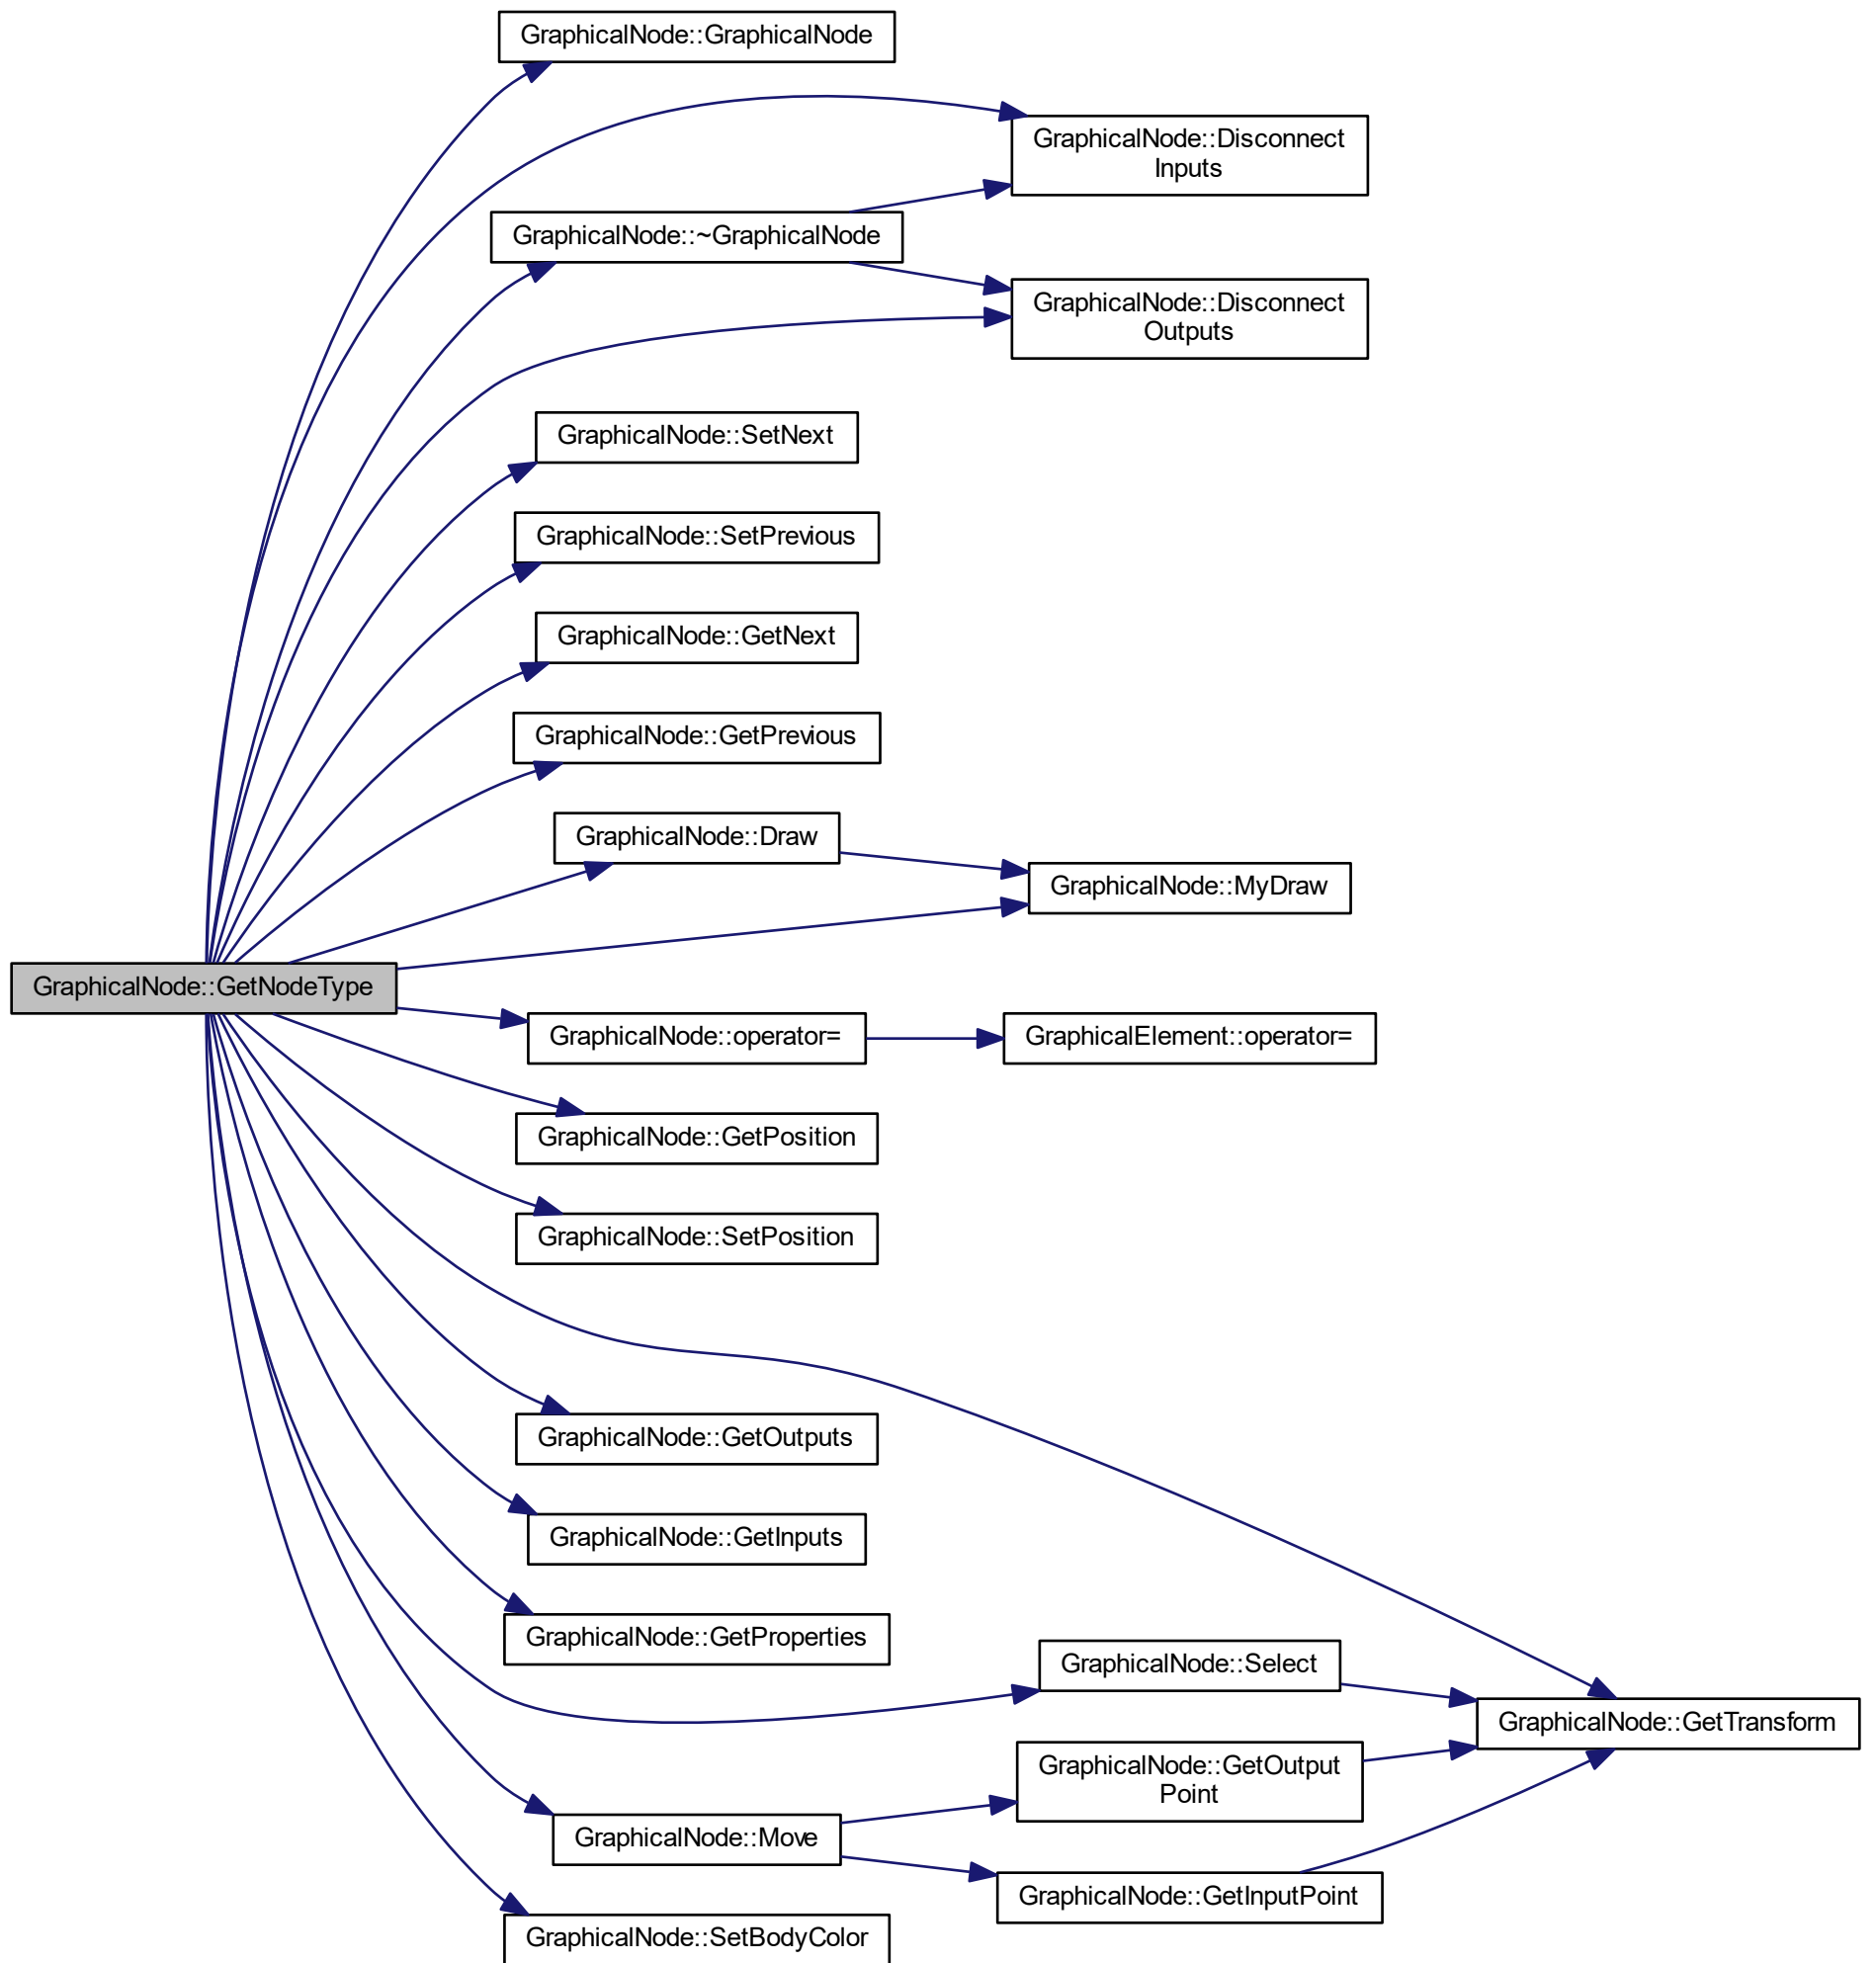 GraphicalNode::GraphicalNode
GraphicalNode::Disconnect
Inputs
GraphicalNode::~GraphicalNode
GraphicalNode::Disconnect
Outputs
GraphicalNode::SetNext
GraphicalNode::SetPrevious
GraphicalNode::GetNext
GraphicalNode::GetPrevious
GraphicalNode::Draw
GraphicalNode::MyDraw
GraphicalNode::GetNodeType
GraphicalNode::operator=
GraphicalElement::operator=
GraphicalNode::GetPosition
GraphicalNode::SetPosition
GraphicalNode::GetOutputs
GraphicalNode::GetInputs
GraphicalNode::GetProperties
GraphicalNode::Select
GraphicalNode::GetTransform
GraphicalNode::GetOutput
Point
GraphicalNode::Move
GraphicalNode::GetInputPoint
GraphicalNode::SetBodyColor